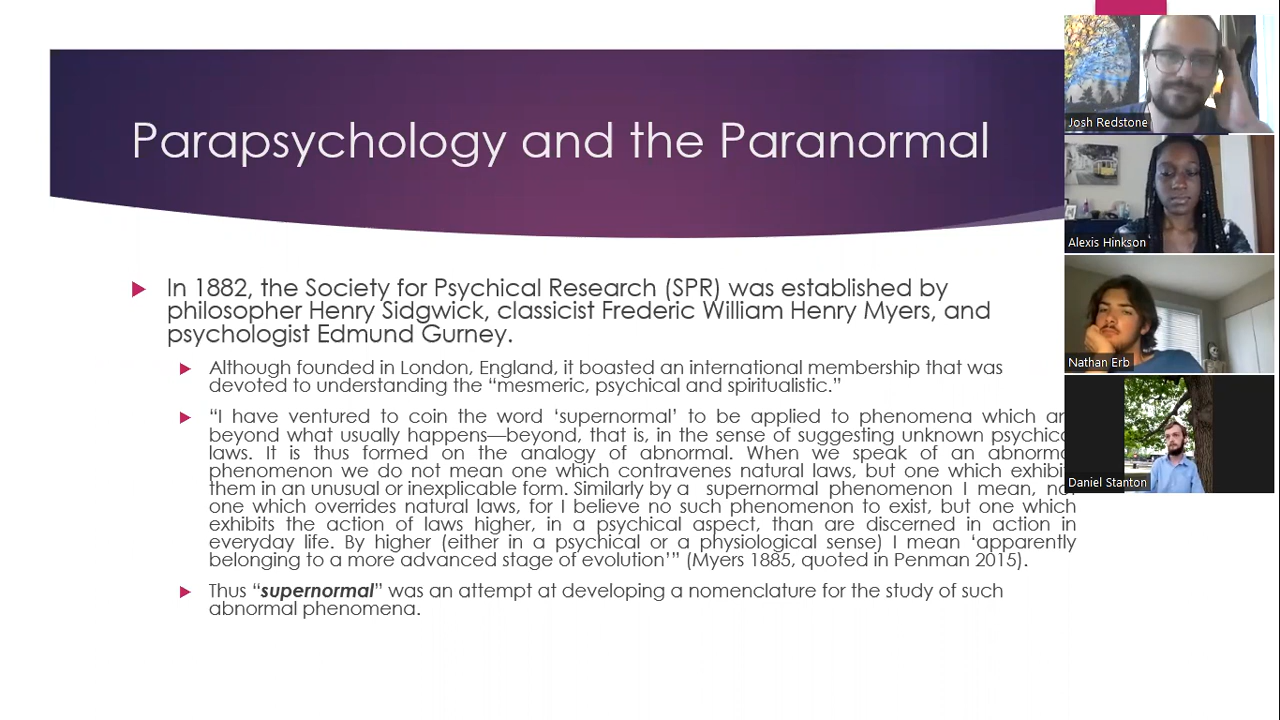 Parapsychology and the Paranormal
In 1882, the Society for Psychical Research (SPR) was established by
philosopher Henry Sidgwick, classicist Frederic William Henry Myers, and
psychologist Edmund Gurney.
Although founded in London, England, it boasted an international membership that was
devoted to understanding the “mesmeric, psychical and spiritualistic.”
“I have ventured to coin the word ‘supernormal’ to be applied to phenomena which
beyond what usually happens—beyond, that is, in the sense of suggesting unknown
laws. It is thus formed on the analogy of abnormal. When we speak of an
phenomenon we do not mean one which contravenes natural laws, but one which
them in an unusual or inexplicable form. Similarly by a supernormal phenomenon I mean,
one which overrides natural laws, for I believe no such phenomenon to exist, but one which
exhibits the action of laws higher, in a psychical aspect, than are discerned in action in
everyday life. By higher (either in a psychical or a physiological sense) I mean ‘apparently
belonging to a more advanced stage of evolution’” (Myers 1885, quoted in Penman 2015).
Thus “supernormal” was an attempt at developing a nomenclature for the study of such
abnormal phenomena.
Josh Redstone
Alexis Hinkson
Nathan Erb
Daniel Stanton